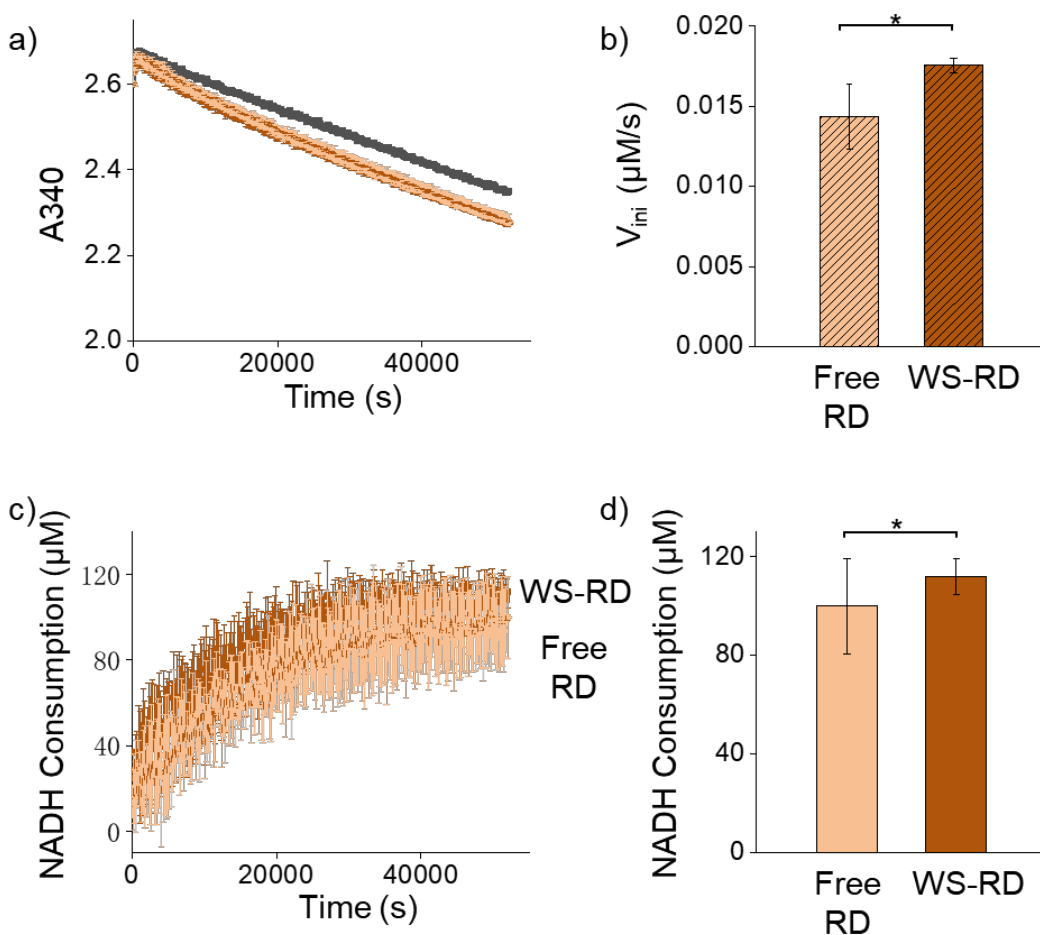 a)
A340
2.6
2.4
2.2
2.0
0
20000
40000
Time (s)
b)
*
Vini (µM/s)
0.020
0.015
0.010
0.005
0.000
Free
RD
WS-RD
c)
NADH Consumption (µM)
120
80
40
0
0
20000
40000
Time (s)
WS-RD
Free
RD
d)
*
NADH Consumption (µM)
120
80
40
0
Free
RD
WS-RD